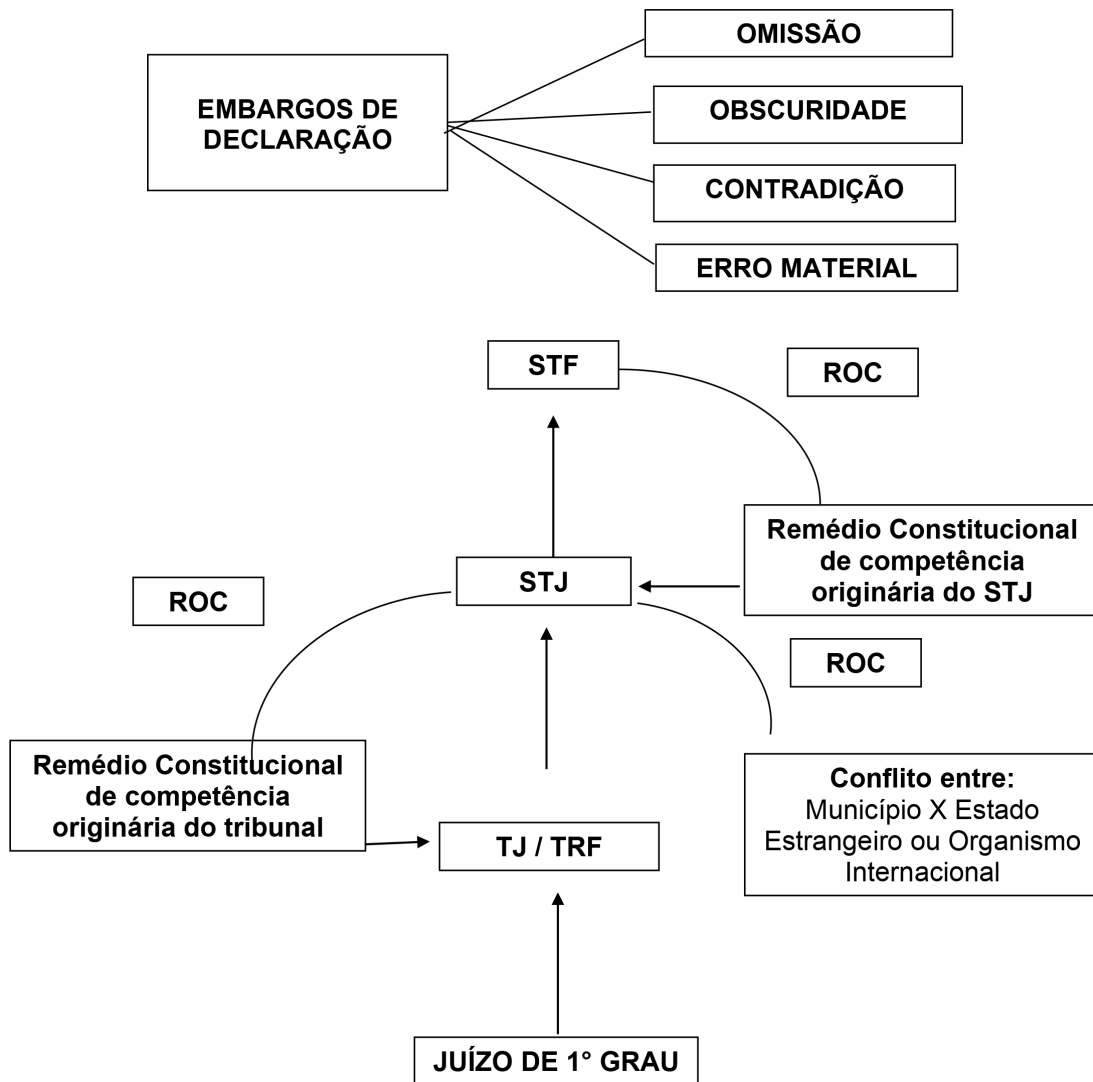 OMISSÃO
EMBARGOS DE
DECLARAÇÃO
OBSCURIDADE
CONTRADIÇÃO
ERRO MATERIAL
STF
ROC
Remédio Constitucional
de competência
originária do STJ
STJ
ROC
ROC
Remédio Constitucional
de competência
originária do tribunal
Conflito entre:
Município X Estado
Estrangeiro ou Organismo
Internacional
TJ / TRF
JUÍZO DE 1° GRAU